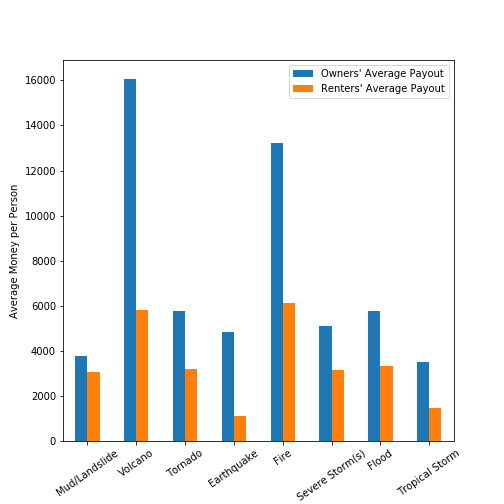 Owners' Average Payout
Renters' Average Payout
Average Money per Person
16000
14000
12000
10000
8000
6000
4000
2000
0
Mud/Landslide
Volcano
Tornado
Earthquake
Fire
Severe Storm(s)
Flood
Tropical Storm